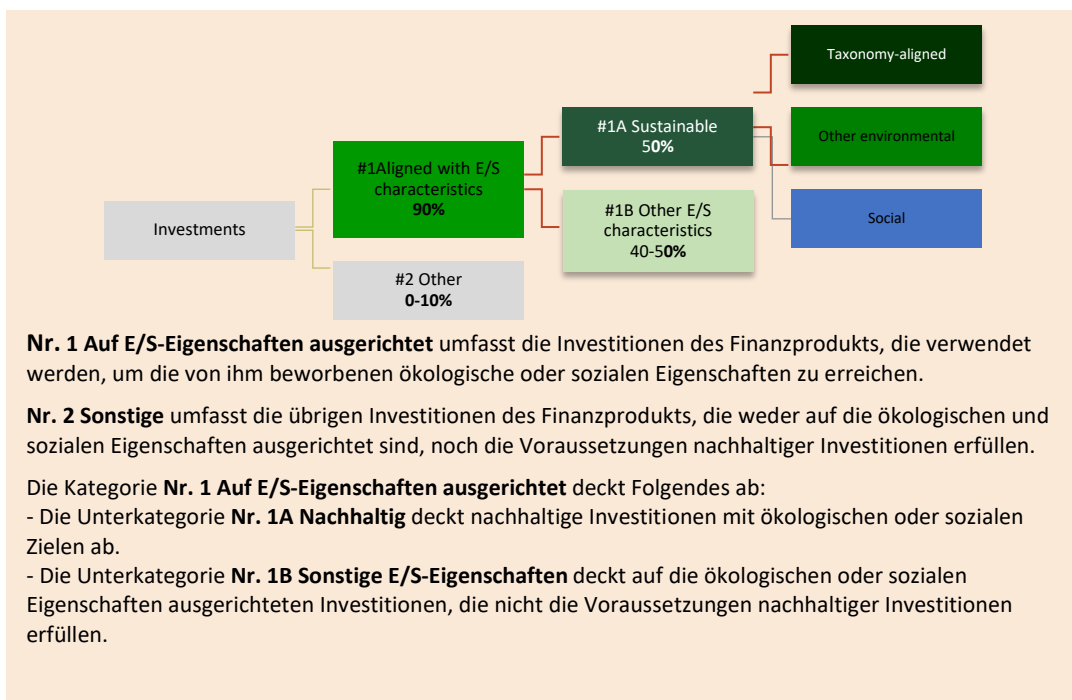 Taxonomy-aligned
#1A Sustainable
50%
Other environmental
#1Aligned with E/S
characteristics
90%
Investments
#1B Other E/S
characteristics
40-50%
Social
#2 Other
0-10%
Nr. 1 Auf E/S-Eigenschaften ausgerichtet umfasst die Investitionen des Finanzprodukts, die verwendet
werden, um die von ihm beworbenen ökologische oder sozialen Eigenschaften zu erreichen.
Nr. 2 Sonstige umfasst die übrigen Investitionen des Finanzprodukts, die weder auf die ökologischen und
sozialen Eigenschaften ausgerichtet sind, noch die Voraussetzungen nachhaltiger Investitionen erfüllen.
Die Kategorie Nr. 1 Auf E/S-Eigenschaften ausgerichtet deckt Folgendes ab:
- Die Unterkategorie Nr. 1A Nachhaltig deckt nachhaltige Investitionen mit ökologischen oder sozialen
Zielen ab.
- Die Unterkategorie Nr. 1B Sonstige E/S-Eigenschaften deckt auf die ökologischen oder sozialen
Eigenschaften ausgerichteten Investitionen, die nicht die Voraussetzungen nachhaltiger Investitionen
erfüllen.